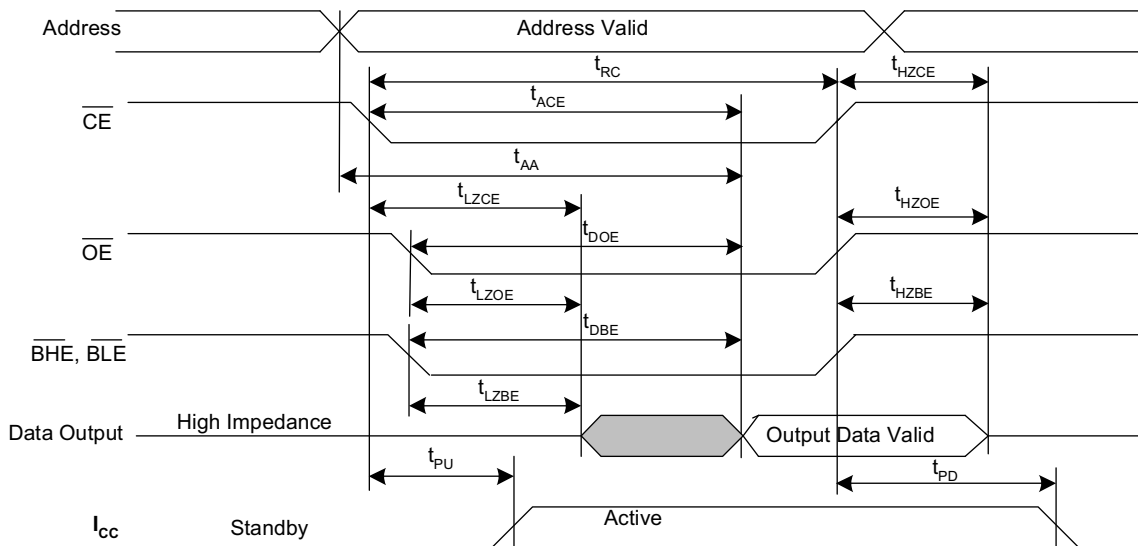 Address
Address Valid
tRC
tHZCE
tACE
CE
tAA
tLZCE
tHZOE
tDOE
OE
tLZOE
tHZBE
tDBE
BHE, BLE
tLZBE
High Impedance
Data Output
Output Data Valid
tPU
tPD
Active
ICC
Standby